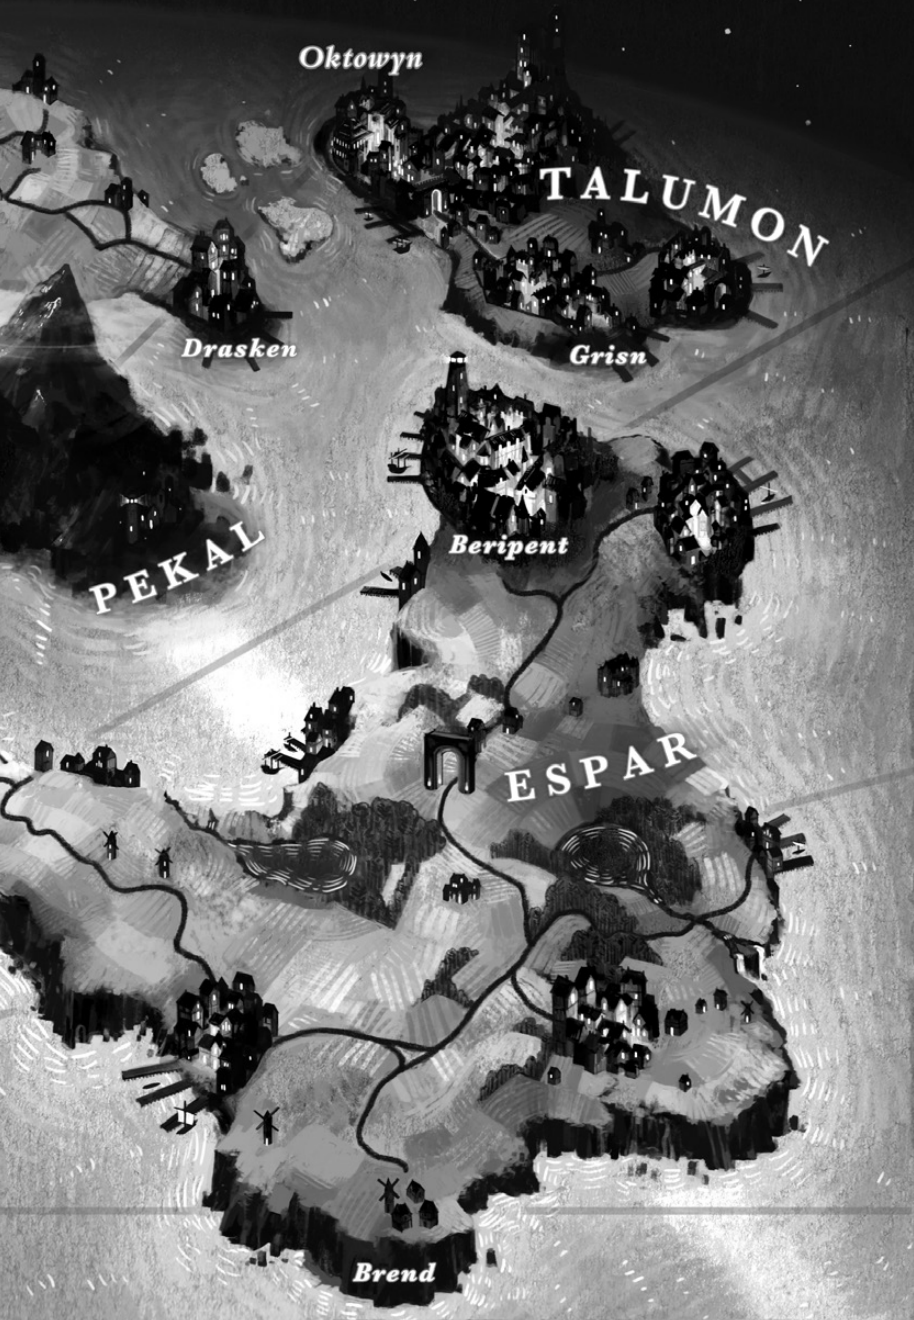 Oktowyn
TALUMON
Drasken
Grisn
Beripent
PEKAL
ESPAR
Brend